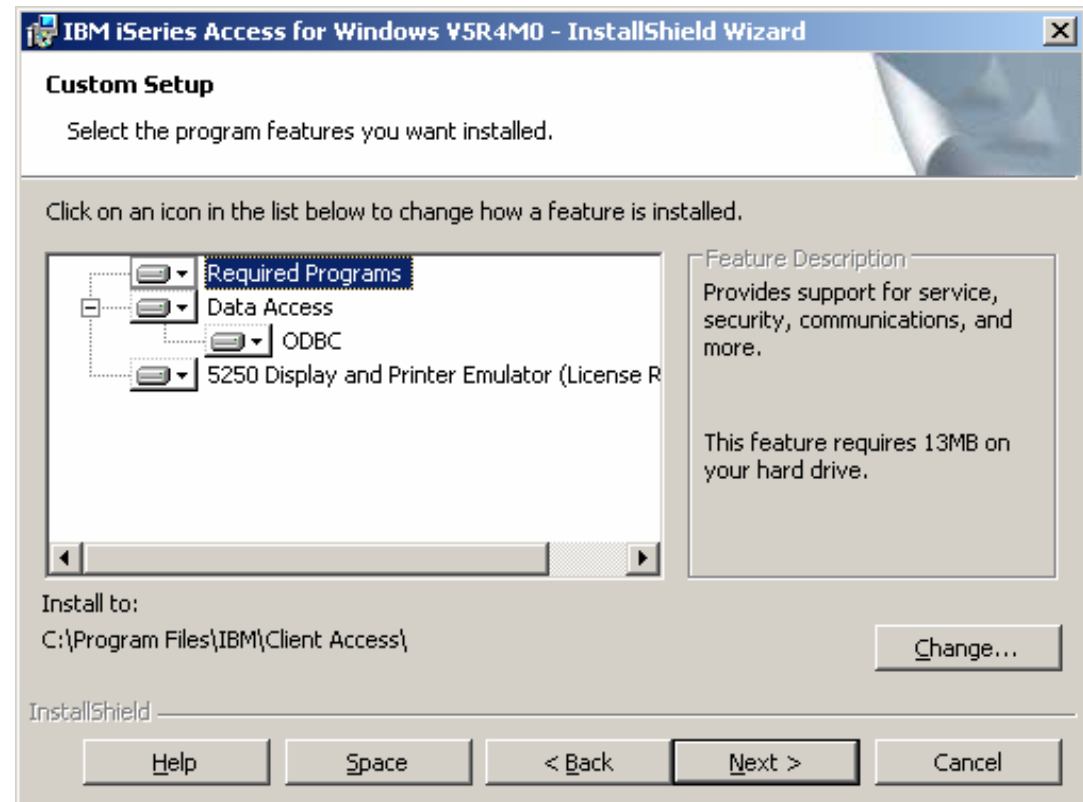 IBM iSeries Access for Windows V5R4M0 - InstallShield Wizard
Custom Setup
Select the program features you want installed.
Click on an icon in the list below to change how a feature is installed.
Required Programs
Data Access
ODBC
5250 Display and Printer Emulator (License R
Feature Description
Provides support for service,
security, communications, and
more.
This feature requires 13MB on
your hard drive.
Install to:
C:\Program Files\IBM\Client Access\
Change...
InstallShield
Help
Space
< Back
Next >
Cancel